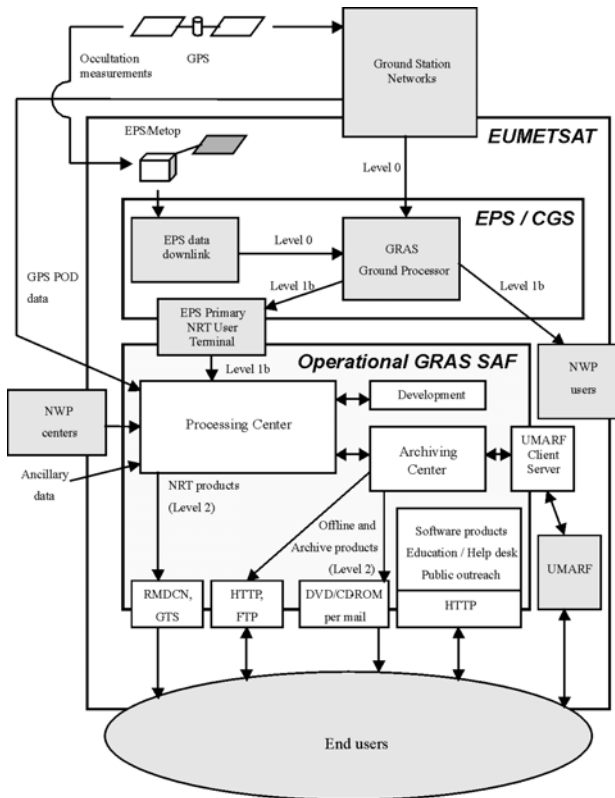 Occultation
measurements
GPS
Ground Station
Networks
EUMETSAT
EPS/Metop
Level 0
EPS / CGS
EPS data
downlink
Level 0
GRAS
Ground Processor
GPS POD
data
Level 1b
Level 1b
EPS Primary
NRT User
Terminal
Operational GRAS SAF
NWP
users
Level 1b
Development
NWP
centers
Processing Center
Archiving
Center
UMARF
Client
Server
Ancillary
data
NRT products
(Level 2)
Offline and
Archive products
(Level 2)
Software products
Education / Help desk
Public outreach
UMARF
RMDCN,
GTS
HTTP,
FTP
DVD/CD-ROM
per mail
HTTP
End users